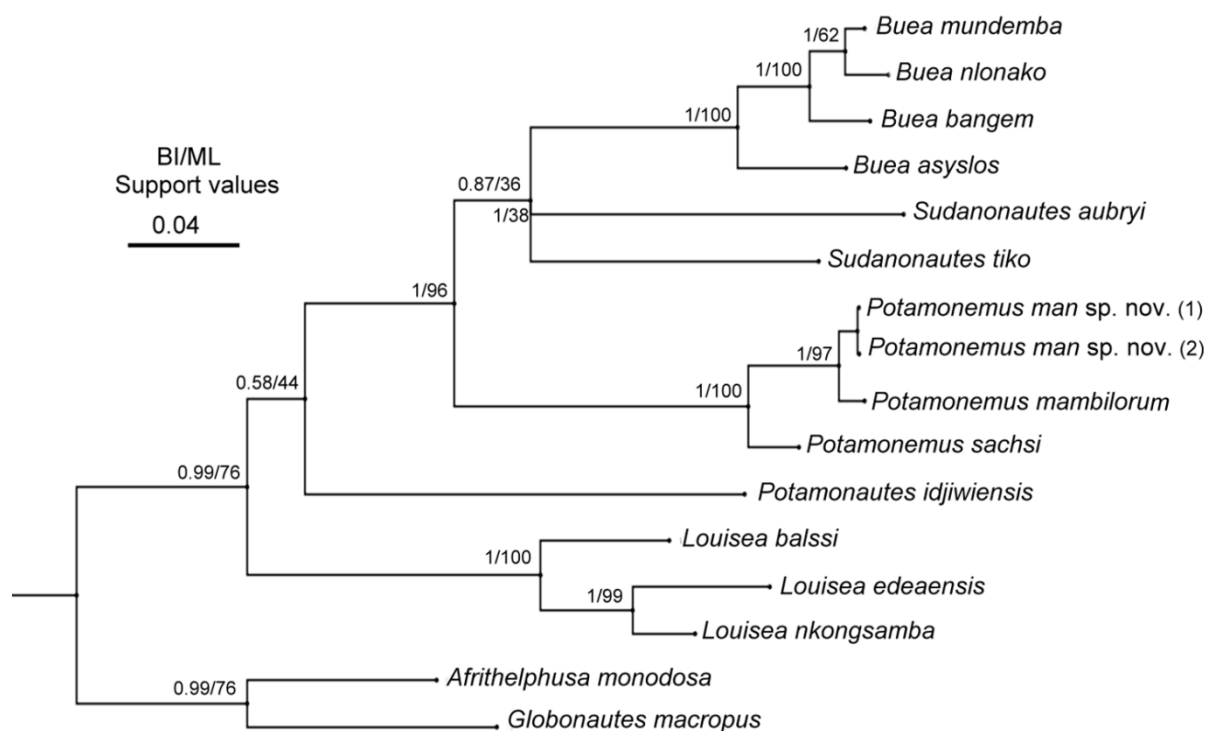 1/62
Buea mundemba
Buea nlonako
1/100
Buea bangem
1/100
Buea asyslos
BI/ML
Support values
0.04
0.87/36
1/38
Sudanonautes aubryi
Sudanonautes tiko
1/96
Potamonemus man sp. nov. (1)
Potamonemus man sp. nov. (2)
1/97
0.58/44
1/100
Potamonemus mambilorum
Potamonemus sachsi
0.99/76
Potamonautes idjiwiensis
Louisea balssi
1/100
Louisea edeaensis
1/99
Louisea nkongsamba
Afrithelphusa monodosa
0.99/76
Globonautes macropus